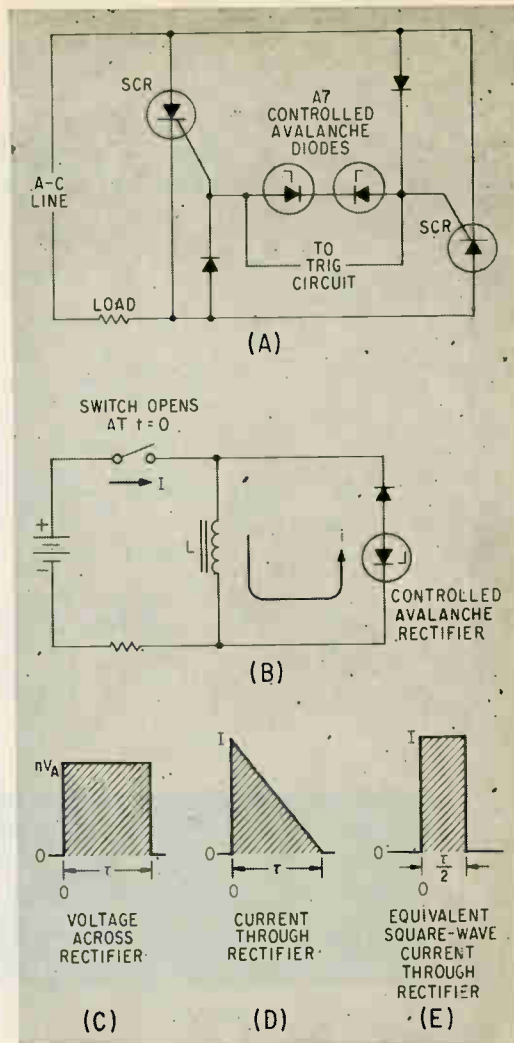 SCR
A7
CONTROLLED
AVALANCHE
DIODES
A-C
LINE
SCR
TO
TRIG
CIRCUIT
LOAD
(A)
SWITCH OPENS
AT t=0
I
+
-
L
i
CONTROLLED
AVALANCHE
RECTIFIER
(B)
nVA
0
τ
0
VOLTAGE
ACROSS
RECTIFIER
(C)
I
0
τ
0
CURRENT
THROUGH
RECTIFIER
(D)
I
0
τ/2
0
EQUIVALENT
SQUARE-WAVE
CURRENT
THROUGH
RECTIFIER
(E)